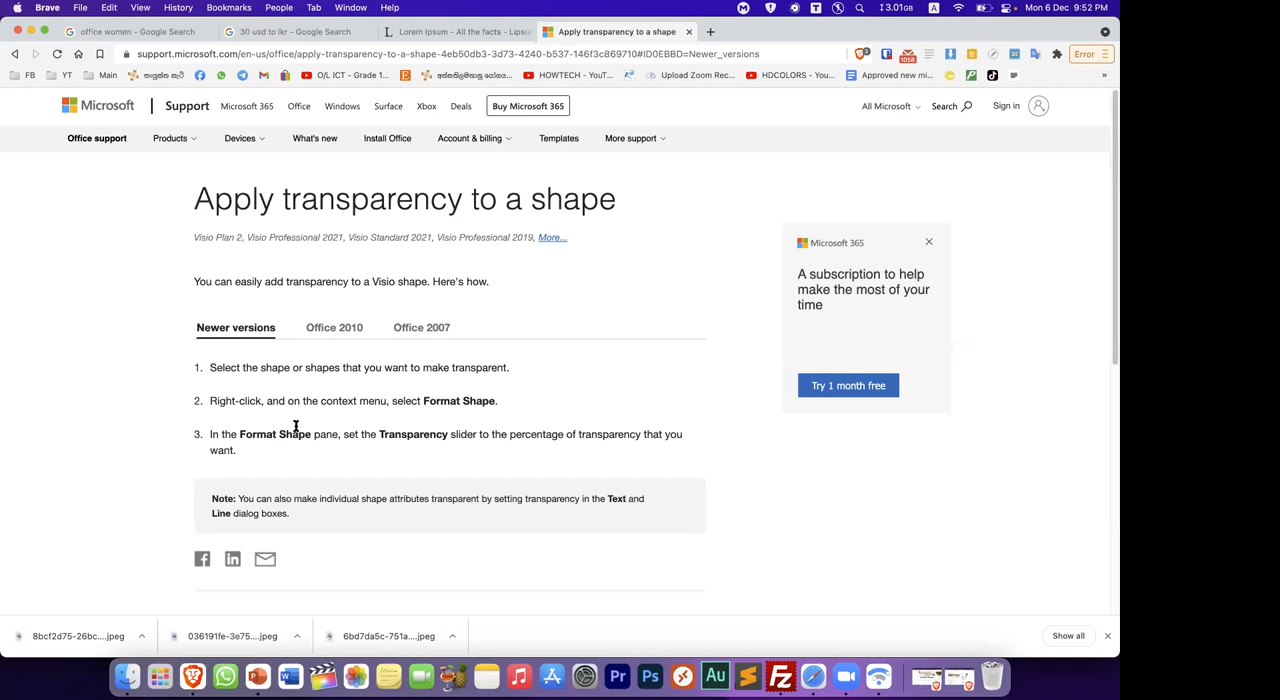 Brave File Edit View History Bookmarks People Tab Window Help
3.01GB A Mon 6 Dec 9:52 PM
office women - Google Search
30 usd to lkr - Google Search
Lorem Ipsum - All the facts - Lipsu
Apply transparency to a shape
support.microsoft.com/en-us/office/apply-transparency-to-a-shape-4eb50db3-3d73-4240-b537-146f3c869710#ID0EBBD=Newer_versions
Error
FB YT Main O/L ICT - Grade 1... HOWTECH - YouT... Upload Zoom Rec... HDCOLORS - You... Approved new mi... »
Microsoft Support Microsoft 365 Office Windows Surface Xbox Deals Buy Microsoft 365 All Microsoft Search Sign in
Office support Products Devices What's new Install Office Account & billing Templates More support
Apply transparency to a shape
Visio Plan 2, Visio Professional 2021, Visio Standard 2021, Visio Professional 2019, More...
You can easily add transparency to a Visio shape. Here's how.
Newer versions Office 2010 Office 2007
1. Select the shape or shapes that you want to make transparent.
2. Right-click, and on the context menu, select Format Shape.
3. In the Format Shape pane, set the Transparency slider to the percentage of transparency that you
want.
Note: You can also make individual shape attributes transparent by setting transparency in the Text and
Line dialog boxes.
Microsoft 365
A subscription to help
make the most of your
time
Try 1 month free
8bcf2d75-26bc....jpeg
036191fe-3e75....jpeg
6bd7da5c-751a....jpeg
Show all
Pr Ps Au Fz